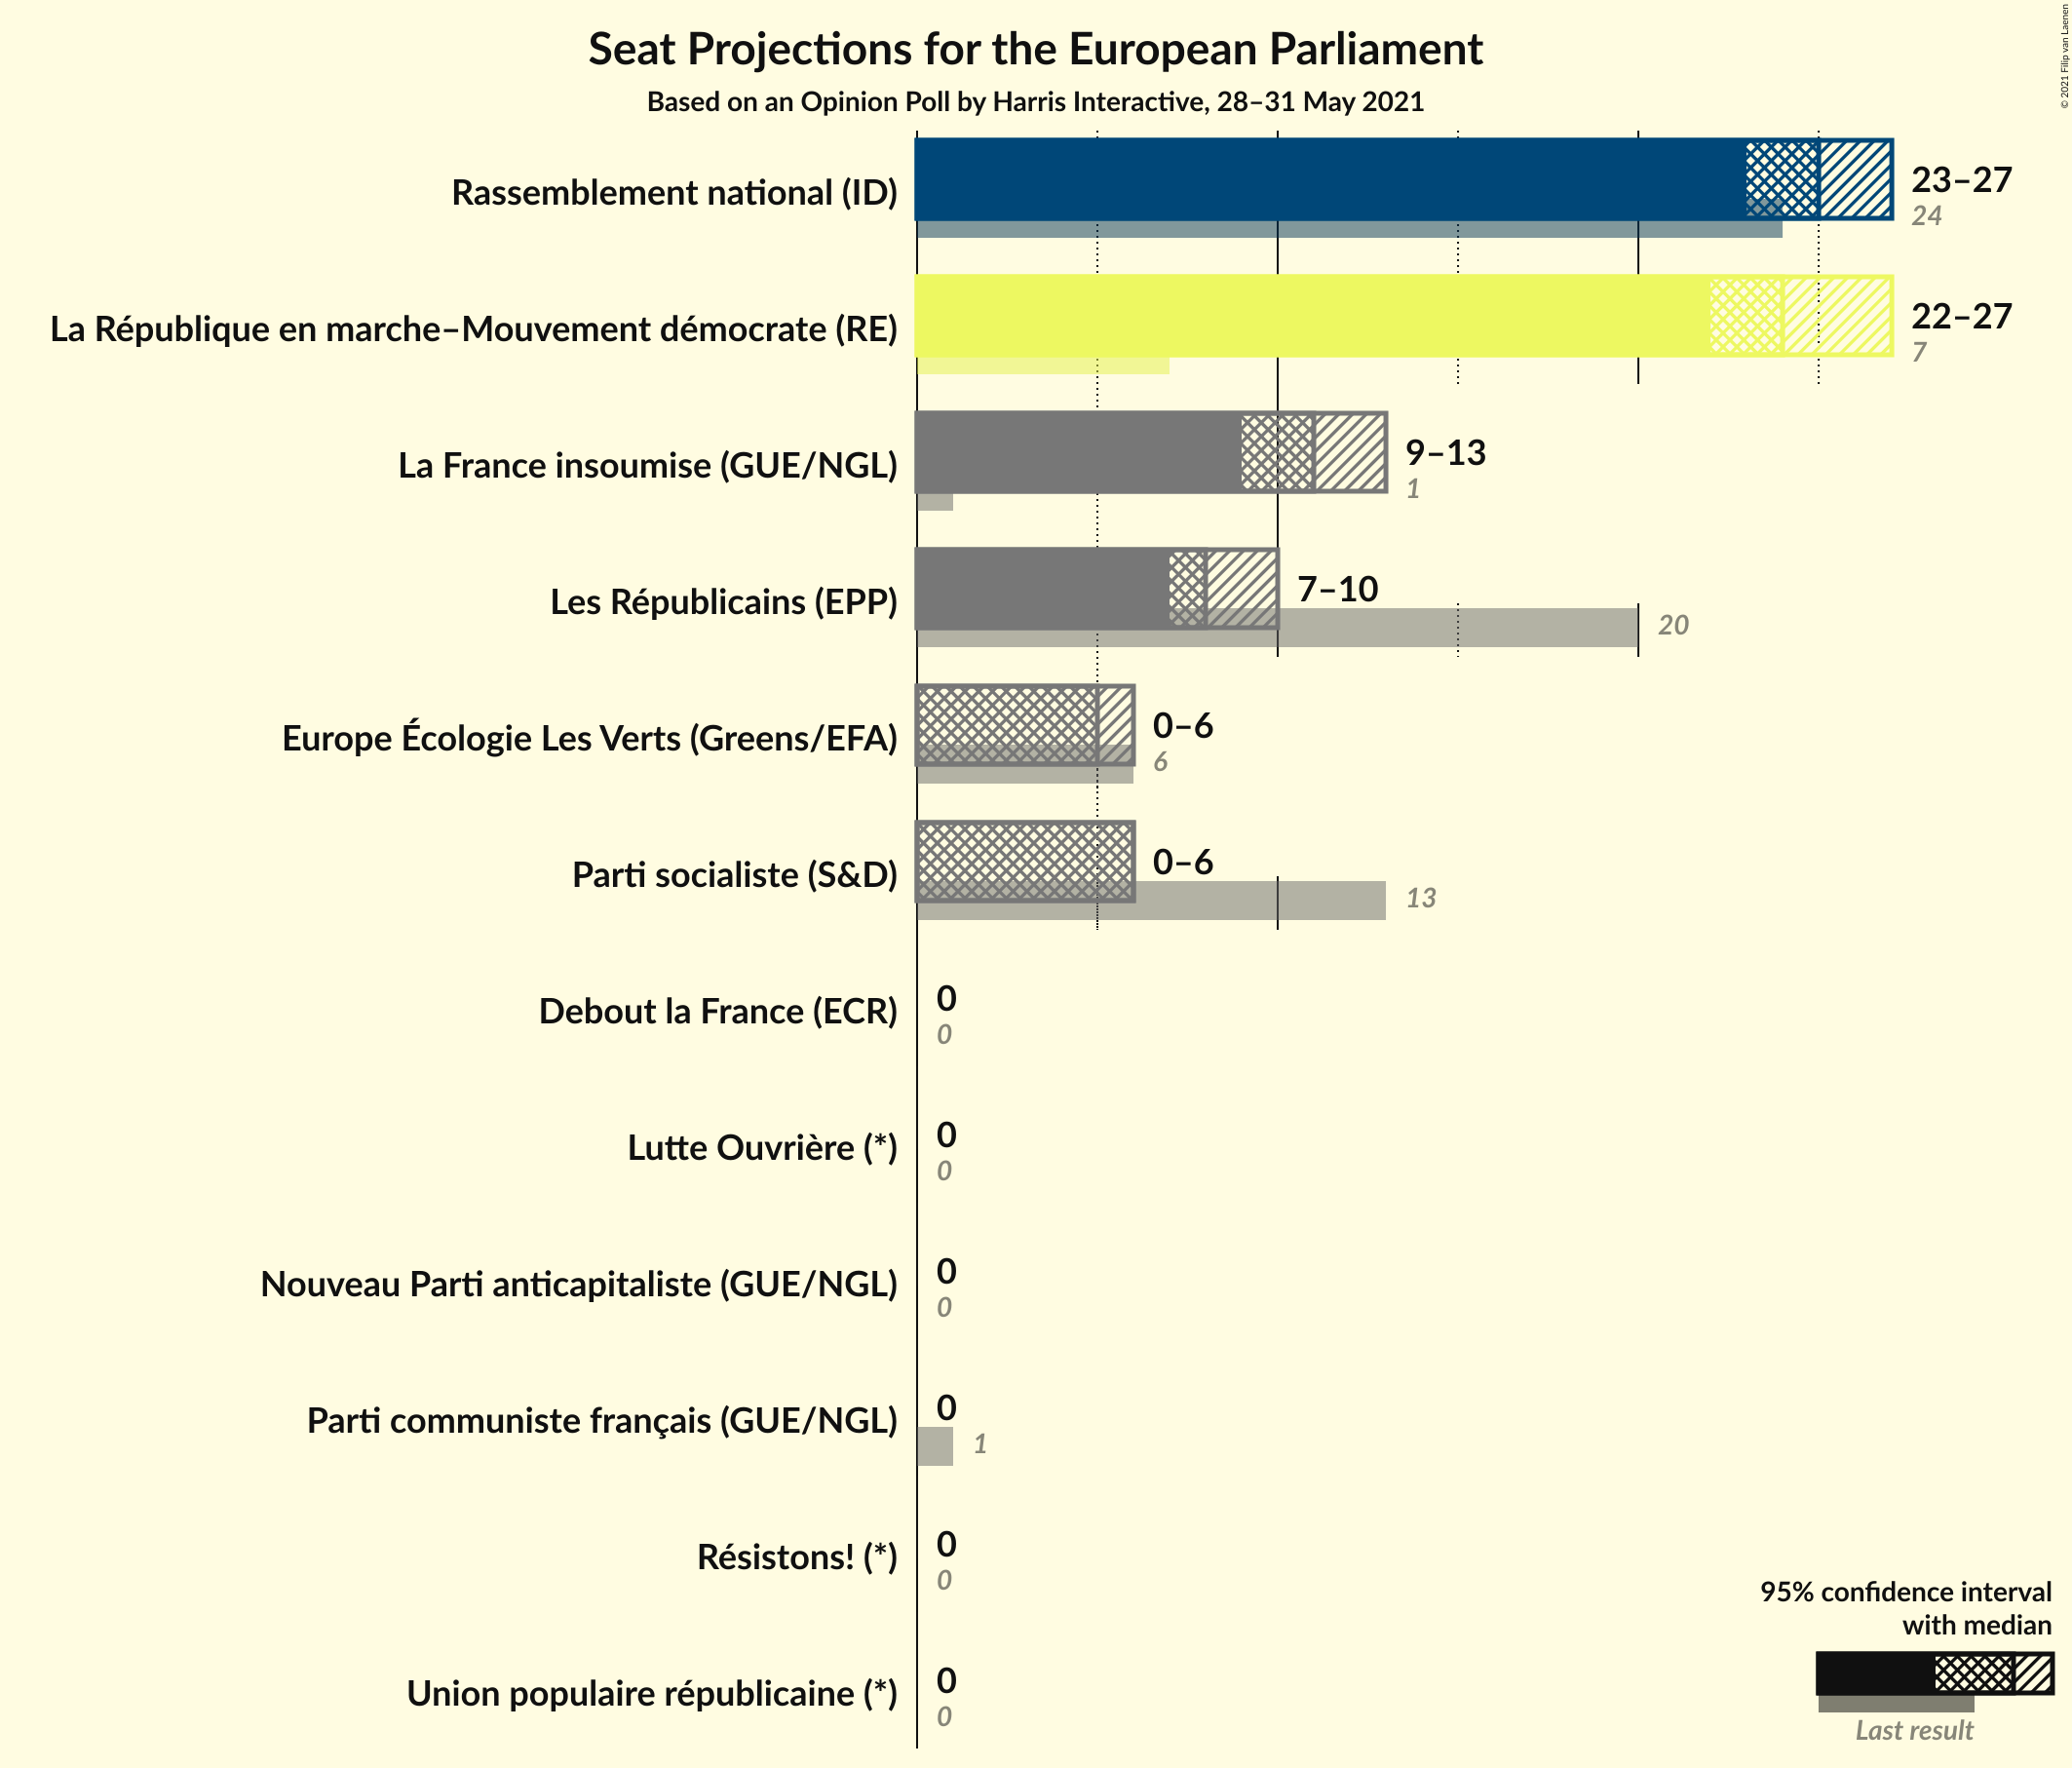 Seat Projections for the European Parliament
Based on an Opinion Poll by Harris Interactive, 28–31 May 2021
© 2021 Filip van Laenen
Rassemblement national (ID)
23–27
24
La République en marche–Mouvement démocrate (RE)
22–27
7
La France insoumise (GUE/NGL)
9–13
1
Les Républicains (EPP)
7–10
20
Europe Écologie Les Verts (Greens/EFA)
0–6
6
Parti socialiste (S&D)
0–6
13
Debout la France (ECR)
0
0
Lutte Ouvrière (*)
0
0
Nouveau Parti anticapitaliste (GUE/NGL)
0
0
Parti communiste français (GUE/NGL)
0
1
Résistons! (*)
0
0
Union populaire républicaine (*)
0
0
95% confidence interval
with median
Last result